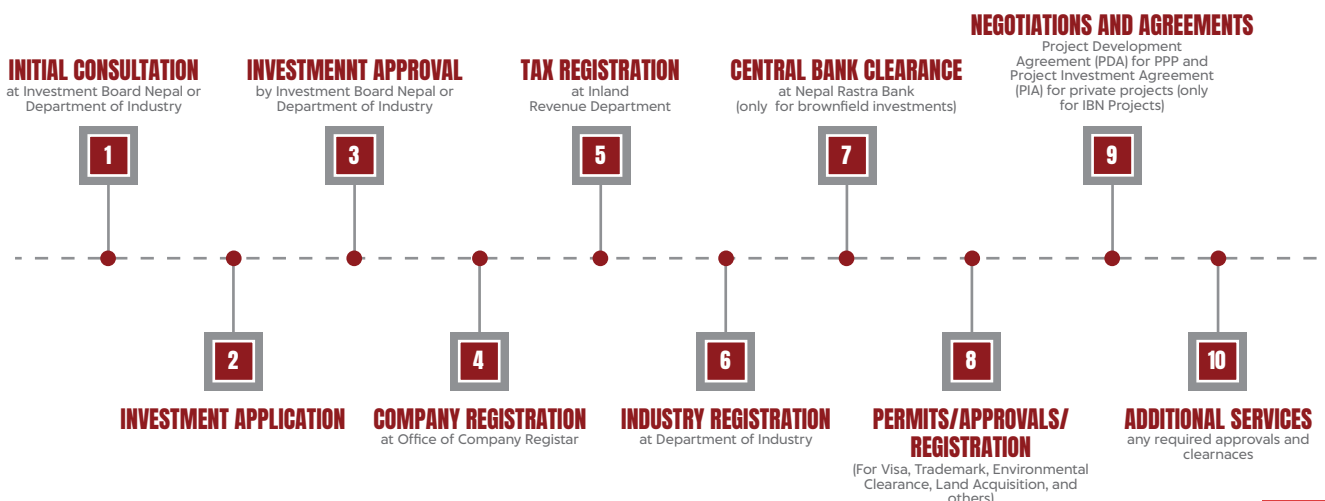 INITIAL CONSULTATION
at Investment Board Nepal or
Department of Industry
1
2
INVESTMENT APPLICATION
INVESTMENNT APPROVAL
by Investment Board Nepal or
Department of Industry
3
4
COMPANY REGISTRATION
at Office of Company Registar
TAX REGISTRATION
at Inland
Revenue Department
5
6
INDUSTRY REGISTRATION
at Department of Industry
CENTRAL BANK CLEARANCE
at Nepal Rastra Bank
(only for brownfield investments)
7
8
PERMITS/APPROVALS/
REGISTRATION
(For Visa, Trademark, Environmental
Clearance, Land Acquisition, and
others)
NEGOTIATIONS AND AGREEMENTS
Project Development
Agreement (PDA) for PPP and
Project Investment Agreement
(PIA) for private projects (only
for IBN Projects)
9
10
ADDITIONAL SERVICES
any required approvals and
clearnaces